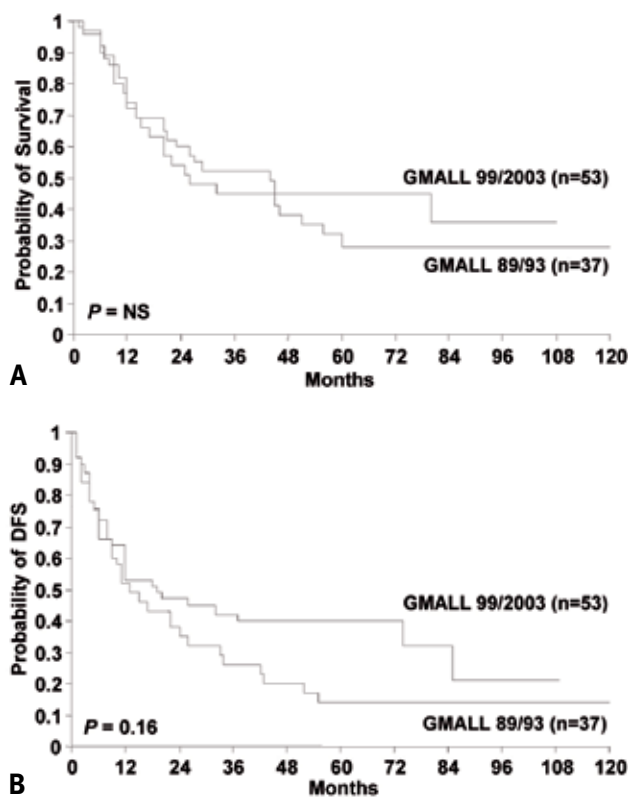 Probability of Survival
1
0.9
0.8
0.7
0.6
0.5
0.4
0.3
0.2
0.1
0
GMALL 99/2003 (n=53)
GMALL 89/93 (n=37)
P = NS
0 12 24 36 48 60 72 84 96 108 120
Months
A
Probability of DFS
1
0.9
0.8
0.7
0.6
0.5
0.4
0.3
0.2
0.1
0
GMALL 99/2003 (n=53)
GMALL 89/93 (n=37)
P = 0.16
0 12 24 36 48 60 72 84 96 108 120
Months
B